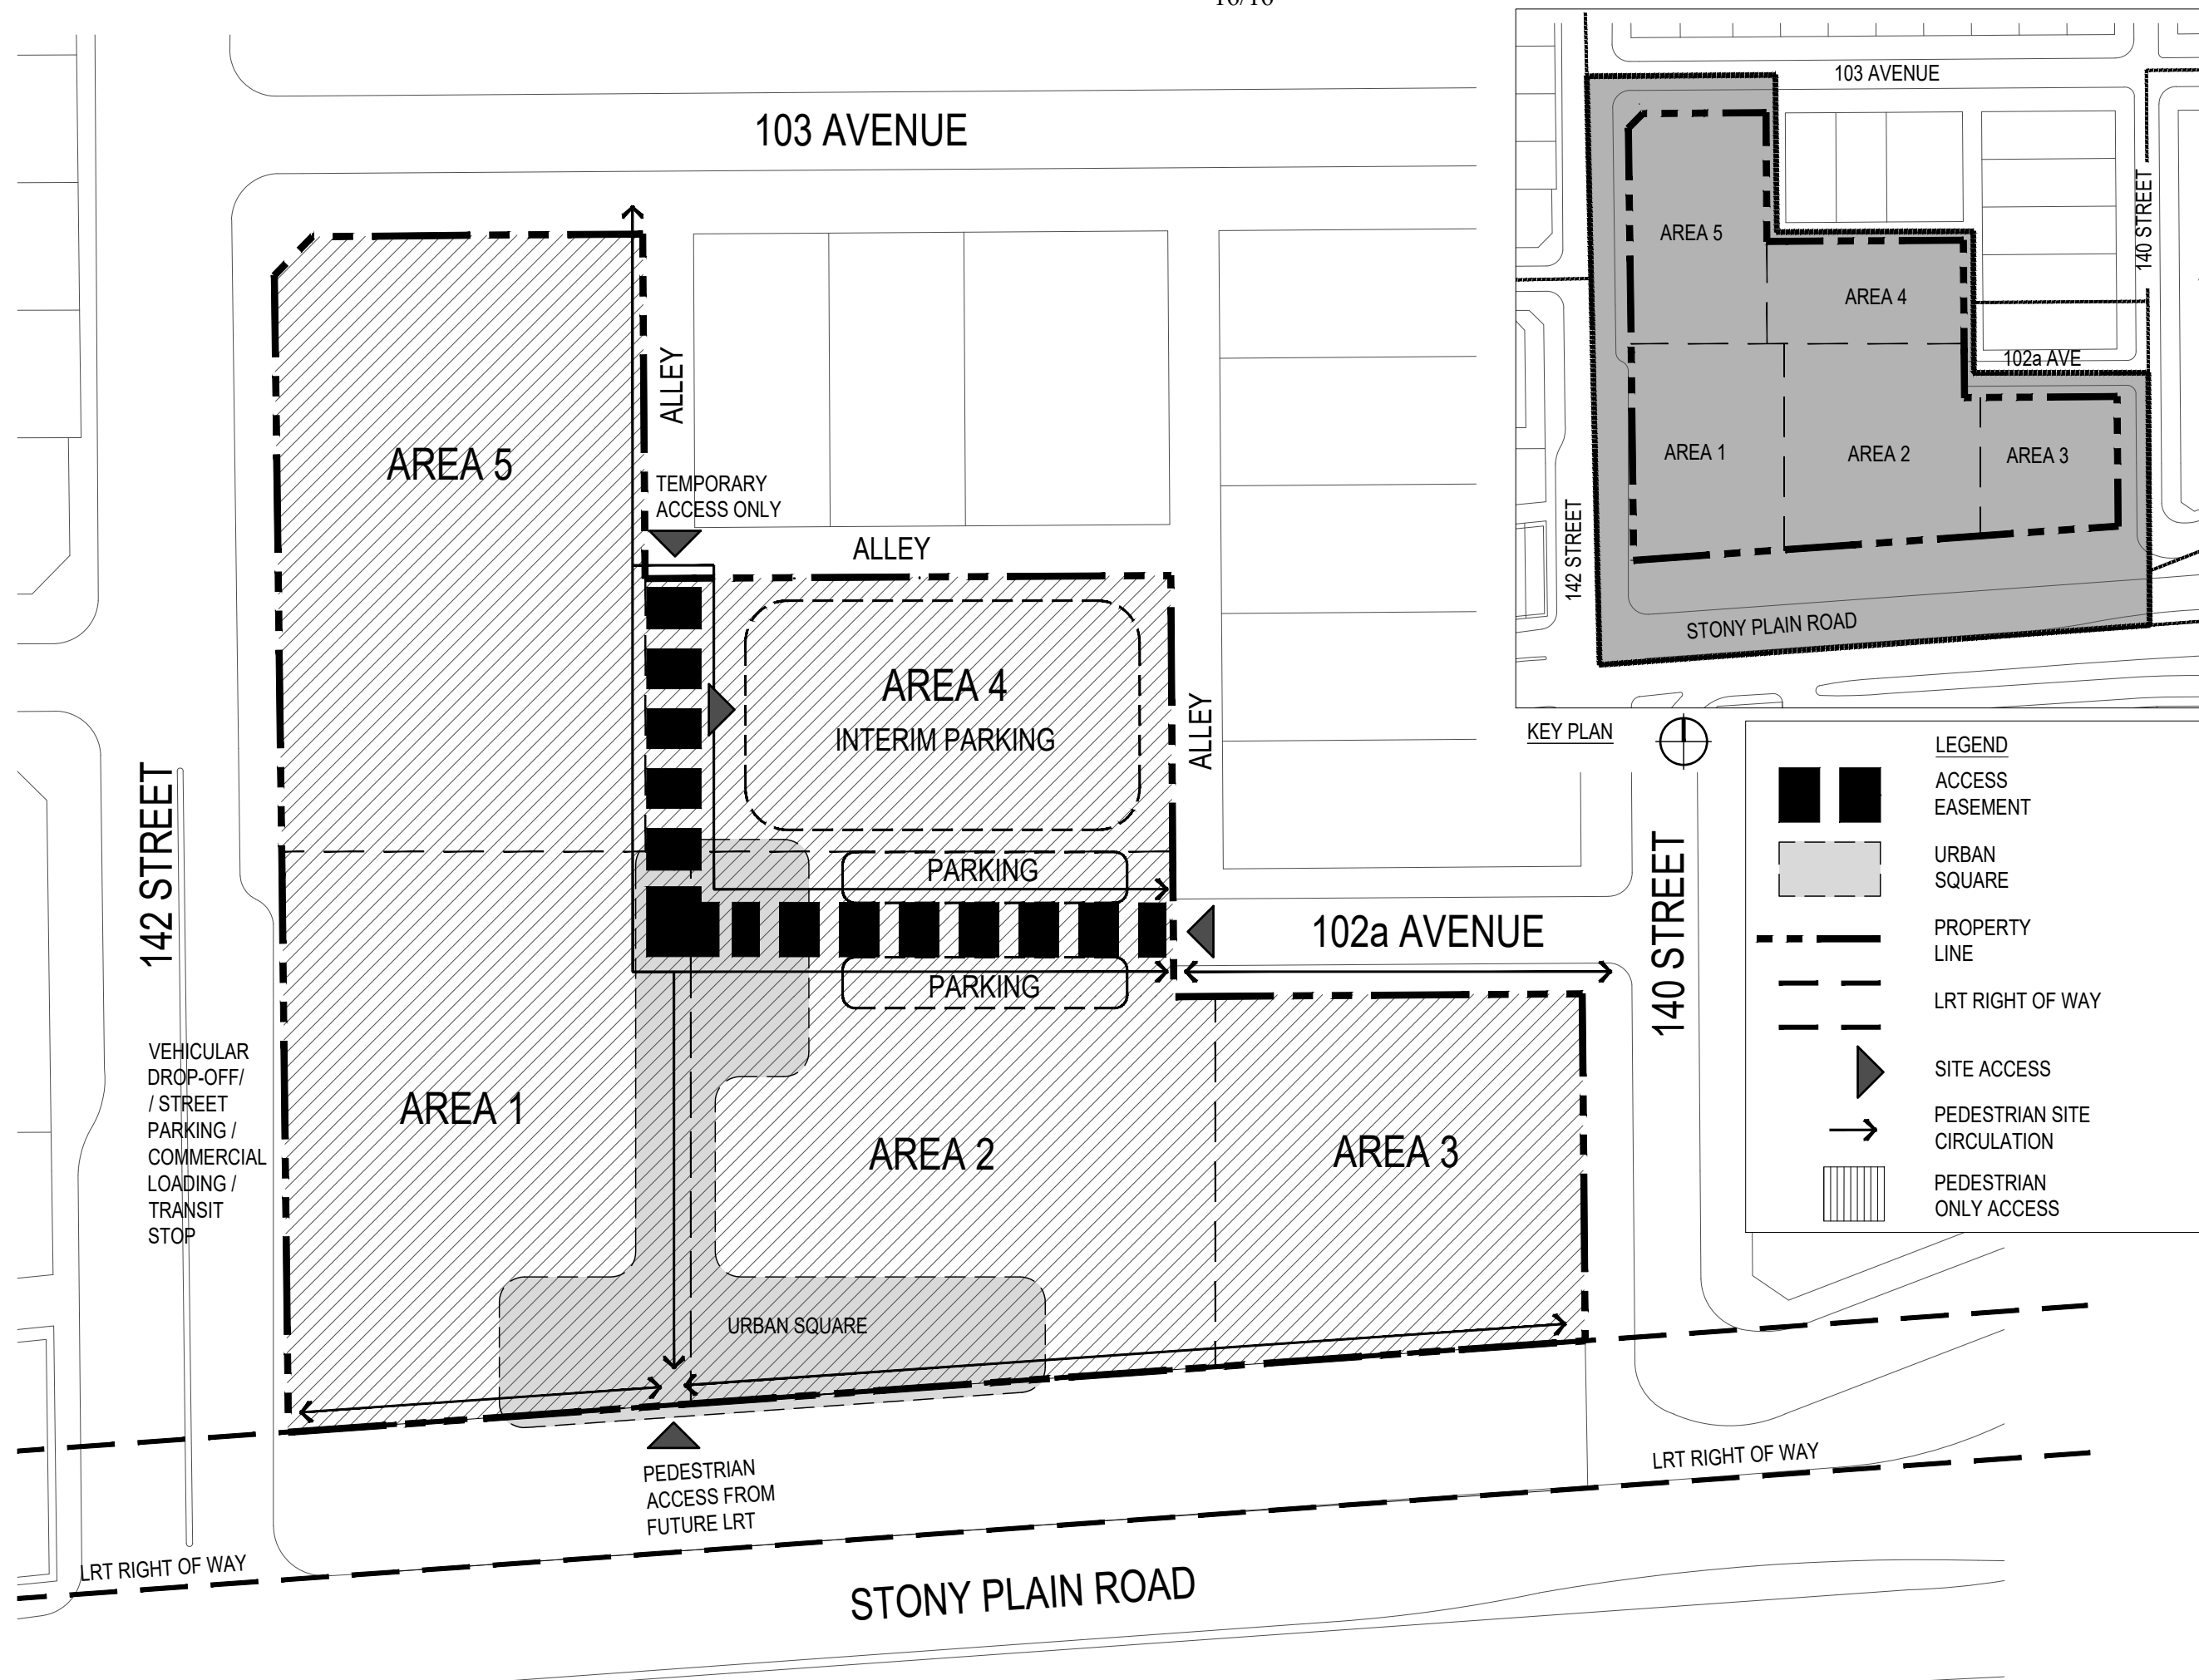 103 AVENUE
AREA 5
ALLEY
TEMPORARY
ACCESS ONLY
ALLEY
AREA 4
INTERIM PARKING
ALLEY
142 STREET
PARKING
102a AVENUE
PARKING
140 STREET
VEHICULAR
DROP-OFF/
/ STREET
PARKING /
COMMERCIAL
LOADING /
TRANSIT
STOP
AREA 1
AREA 2
AREA 3
URBAN SQUARE
PEDESTRIAN
ACCESS FROM
FUTURE LRT
LRT RIGHT OF WAY
LRT RIGHT OF WAY
STONY PLAIN ROAD
103 AVENUE
AREA 5
140 STREET
AREA 4
102a AVE
AREA 1
AREA 2
AREA 3
142 STREET
STONY PLAIN ROAD
KEY PLAN
LEGEND
ACCESS
EASEMENT
URBAN
SQUARE
PROPERTY
LINE
LRT RIGHT OF WAY
SITE ACCESS
PEDESTRIAN SITE
CIRCULATION
PEDESTRIAN
ONLY ACCESS